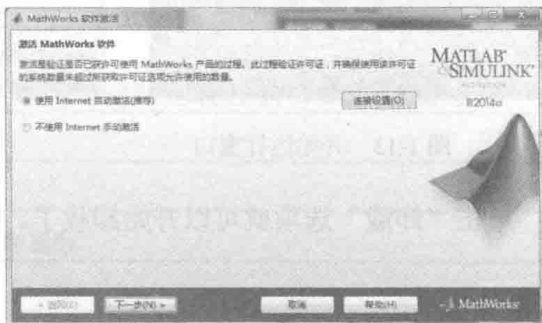 MathWorks 软件激活
激活 MathWorks 软件
激活是验证是否已获许可使用 MathWorks 产品的过程。此过程验证许可证，并确保使用该许可证
的系统数量未超过所获取许可证选项允许使用的数量。
使用 Internet 自动激活(推荐)
连接设置(O)
不使用 Internet 手动激活
MATLAB
SIMULINK
R2014a
下一步(N) >
取消
帮助(H)
MathWorks